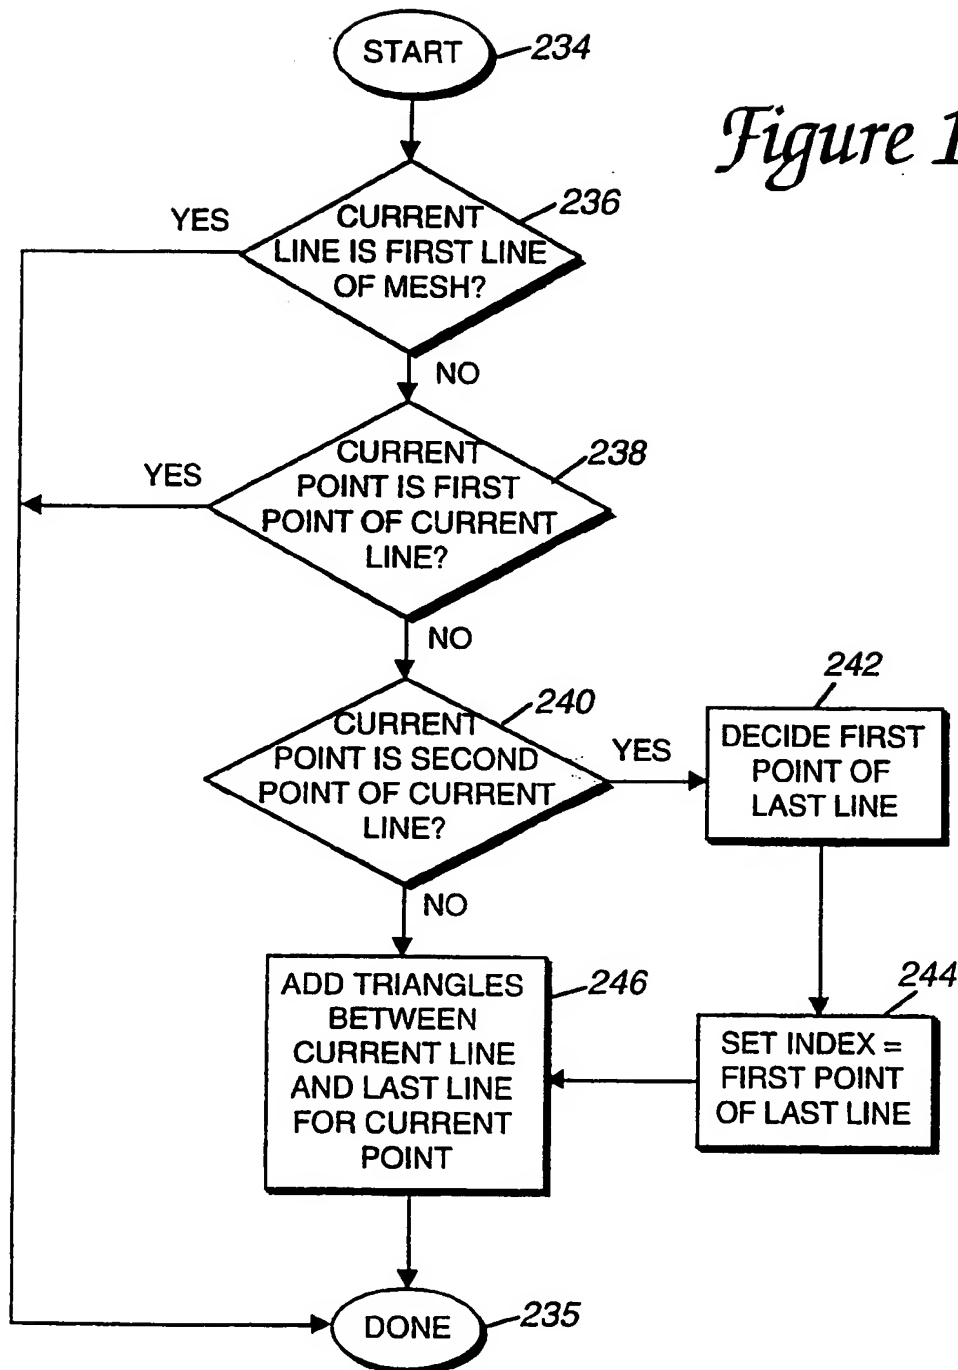 START
234
Figure 1
YES
CURRENT
LINE IS FIRST LINE
OF MESH?
236
NO
YES
CURRENT
POINT IS FIRST
POINT OF CURRENT
LINE?
238
NO
CURRENT
POINT IS SECOND
POINT OF CURRENT
LINE?
240
YES
242
DECIDE FIRST
POINT OF
LAST LINE
NO
ADD TRIANGLES
BETWEEN
CURRENT LINE
AND LAST LINE
FOR CURRENT
POINT
246
244
SET INDEX =
FIRST POINT
OF LAST LINE
DONE
235